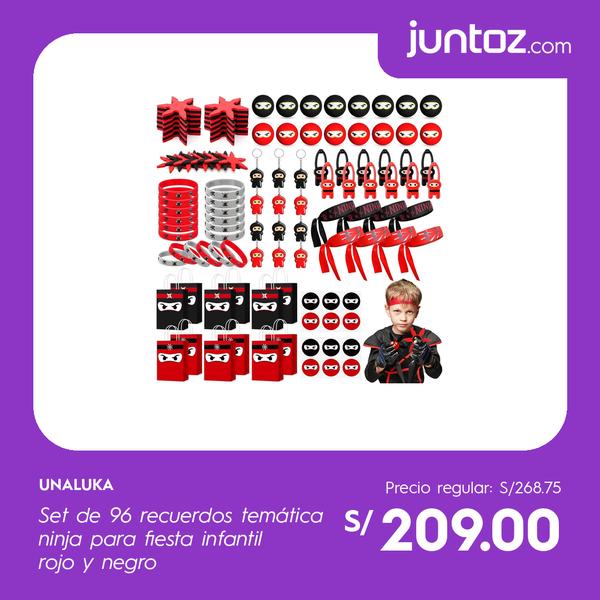 juntoz.com
UNALUKA
Set de 96 recuerdos temática
ninja para fiesta infantil
rojo y negro
Precio regular: S/268.75
S/ 209.00